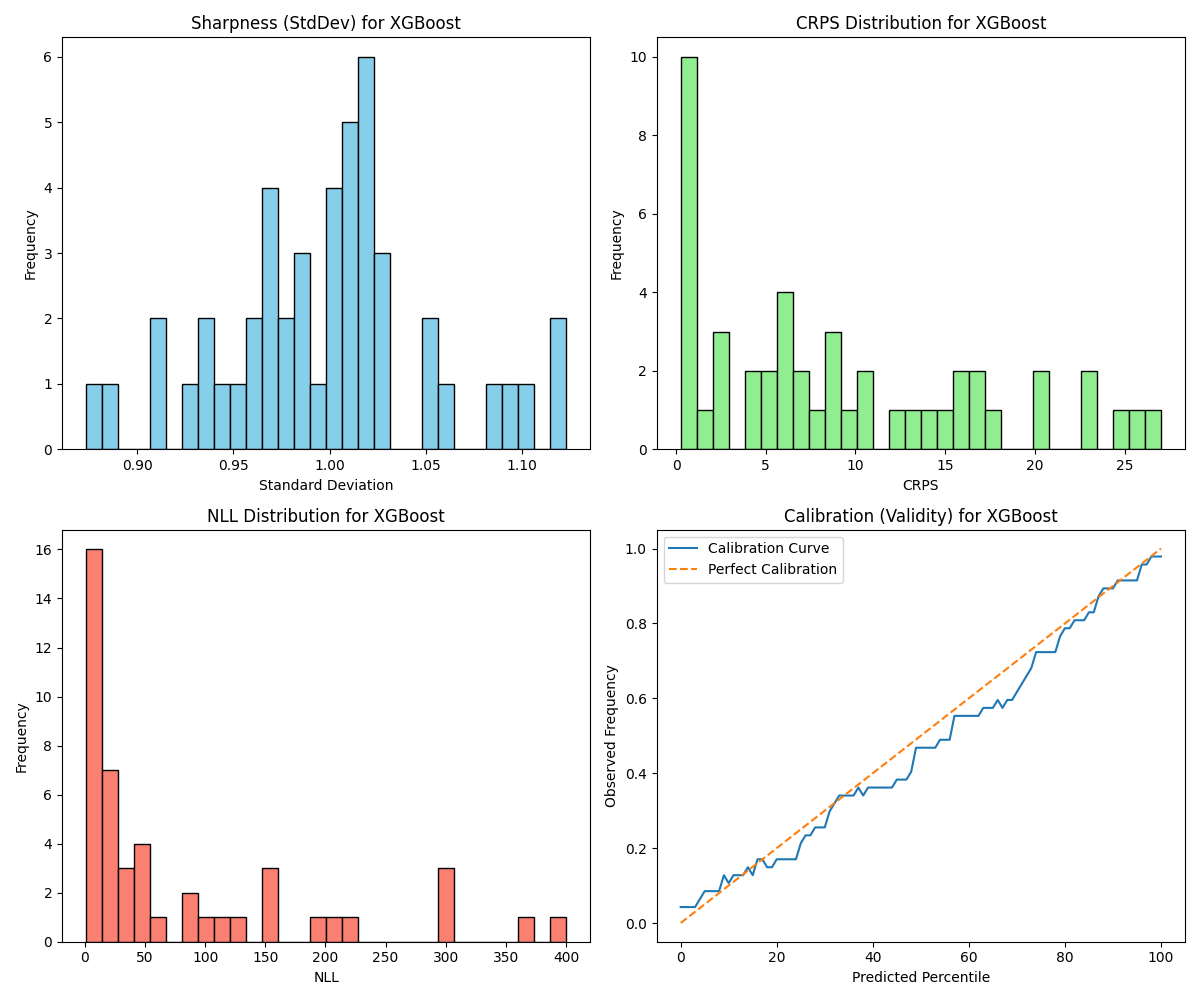 Sharpness (StdDev) for XGBoost
6
5
4
3
2
1
0
Frequency
0.90 0.95 1.00 1.05 1.10
Standard Deviation
CRPS Distribution for XGBoost
10
8
6
4
2
0
Frequency
0 5 10 15 20 25
CRPS
NLL Distribution for XGBoost
16
14
12
10
8
6
4
2
0
Frequency
0 50 100 150 200 250 300 350 400
NLL
Calibration (Validity) for XGBoost
Calibration Curve
Perfect Calibration
1.0
0.8
0.6
0.4
0.2
0.0
Observed Frequency
0 20 40 60 80 100
Predicted Percentile